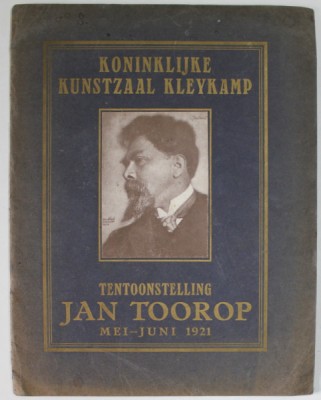 KONINKLIJKE
KUNSTZAAL KLEYKAMP
TENTOONSTELLING
JAN TOOROP
MEI—JUNI 1921